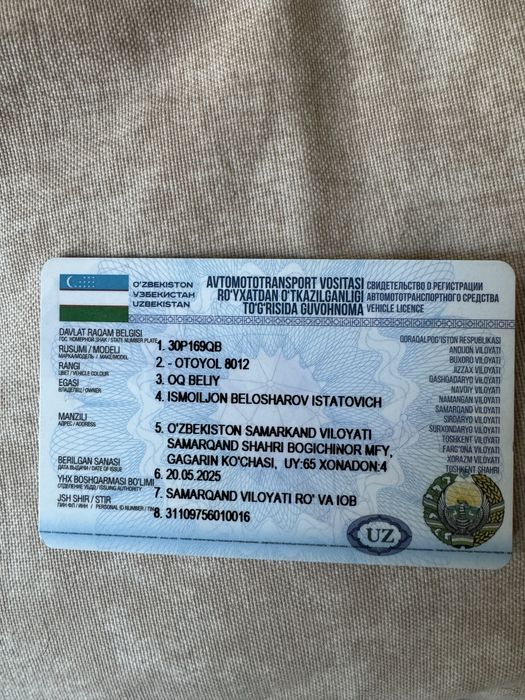 O'ZBEKISTON
УЗБЕКИСТАН
UZBEKISTAN
AVTOMOTOTRANSPORT VOSITASI
RO'YXATDAN O'TKAZILGANLIGI
TO'G'RISIDA GUVOHNOMA
СВИДЕТЕЛЬСТВО О РЕГИСТРАЦИИ
АВТОМОТОТРАНСПОРТНОГО СРЕДСТВА
VEHICLE LICENCE
DAVLAT RAQAM BELGISI
ГОС. НОМЕРНОЙ ЗНАК / STATE NUMBER PLATE
1. 30P169QB
RUSUMI / MODELI
МАРКА/МОДЕЛЬ / MAKE/MODEL
2. - OTOYOL 8012
RANGI
ЦВЕТ / VEHICLE COLOUR
3. OQ BELIY
EGASI
ВЛАДЕЛЕЦ / OWNER
4. ISMOILJON BELOSHAROV ISTATOVICH
MANZILI
АДРЕС / ADDRESS
5. O'ZBEKISTON SAMARKAND VILOYATI
SAMARQAND SHAHRI BOGICHINOR MFY,
GAGARIN KO'CHASI, UY:65 XONADON:4
BERILGAN SANASI
ДАТА ВЫДАЧИ / DATE OF ISSUE
6. 20.05.2025
YHX BOSHQARMASI BO'LIMI
ОТДЕЛЕНИЕ УБДД / ISSUING AUTHORITY
7. SAMARQAND VILOYATI RO' VA IOB
JSH SHIR / STIR
ПИН ФЛ / ИНН / PERSONAL ID NUMBER / TIN
8. 31109756010016
QORAQALPOG'ISTON RESPUBLIKASI
ANDIJON VILOYATI
BUXORO VILOYATI
JIZZAX VILOYATI
QASHQADARYO VILOYATI
NAVOIY VILOYATI
NAMANGAN VILOYATI
SAMARQAND VILOYATI
SIRDARYO VILOYATI
SURXONDARYO VILOYATI
TOSHKENT VILOYATI
FARG'ONA VILOYATI
XORAZM VILOYATI
TOSHKENT SHAHRI
UZ